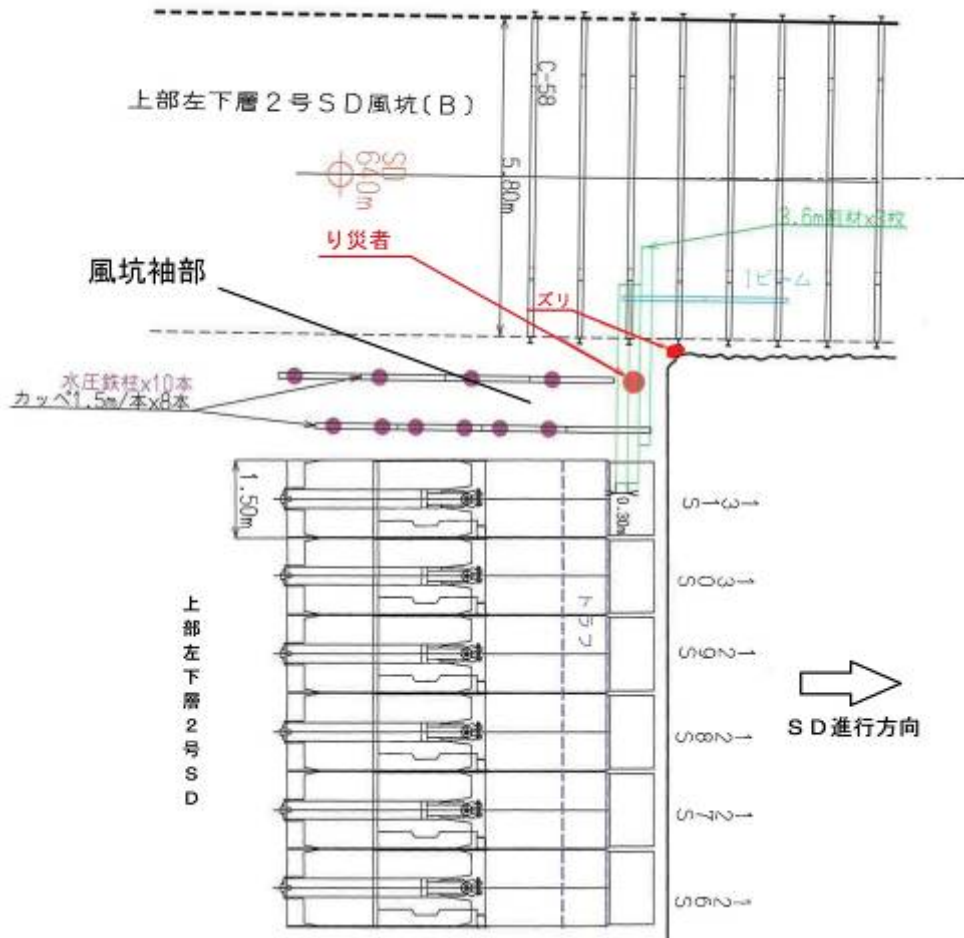 C-58
上部左下層2号SD風坑(B)
SD
640m
5.80m
3.6m剤材x3枚
り災者
Iビーム
風坑袖部
ズリ
水圧鉄柱x10本
カッペ1.5m/本x8本
1.50m
0.30m
131S
130S
トラフ
129S
上部左下層2号SD
SD進行方向
128S
127S
126S